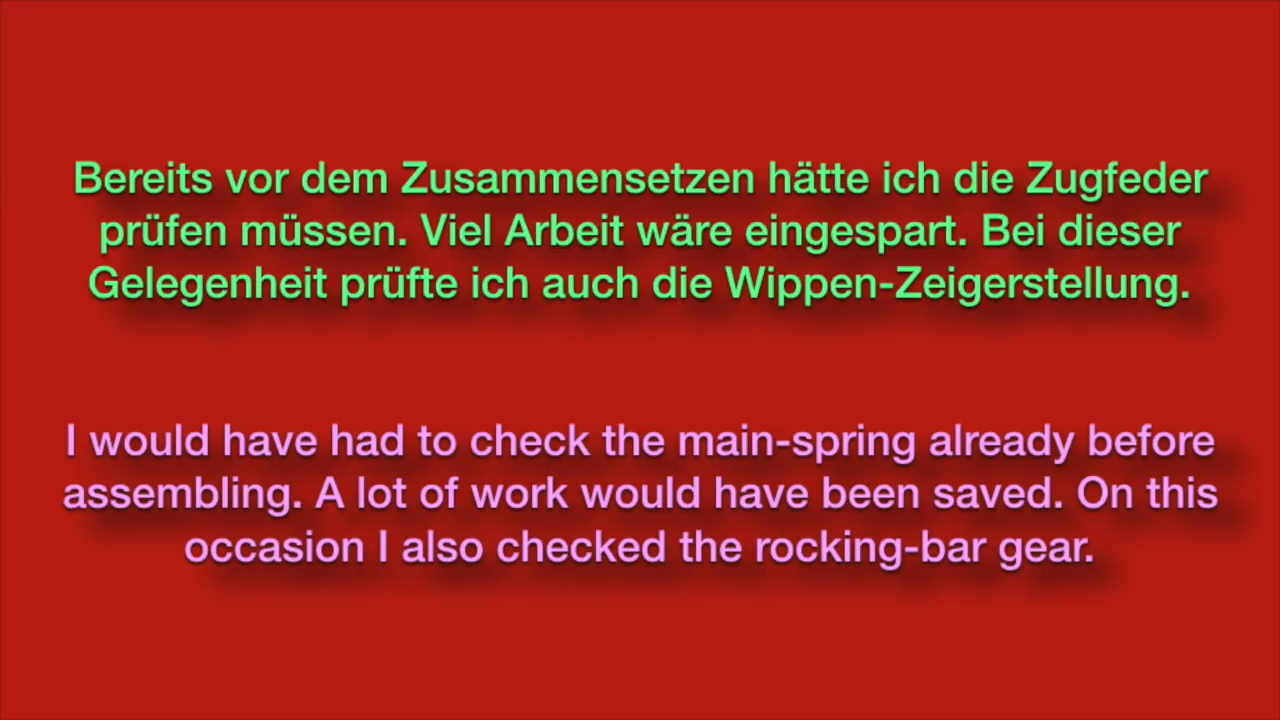 Bereits vor dem Zusammensetzen hätte ich die Zugfeder
prüfen müssen. Viel Arbeit wäre eingespart. Bei dieser
Gelegenheit prüfte ich auch die Wippen-Zeigerstellung.
I would have had to check the main-spring already before
assembling. A lot of work would have been saved. On this
occasion I also checked the rocking-bar gear.